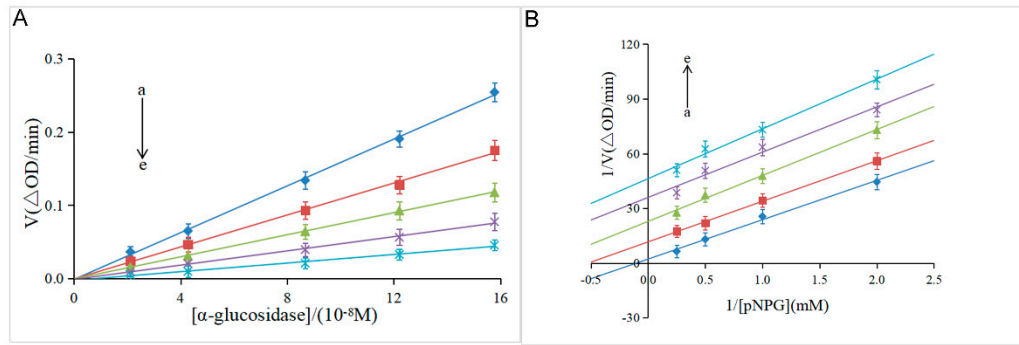 A
V(△OD/min)
0.3
0.2
0.1
0.0
a
e
0
4
8
12
16
[α-glucosidase]/(10⁻⁸M)
B
1/V(△OD/min)
120
90
60
30
0
-30
e
a
-0.5
0.0
0.5
1.0
1.5
2.0
2.5
1/[pNPG](mM)